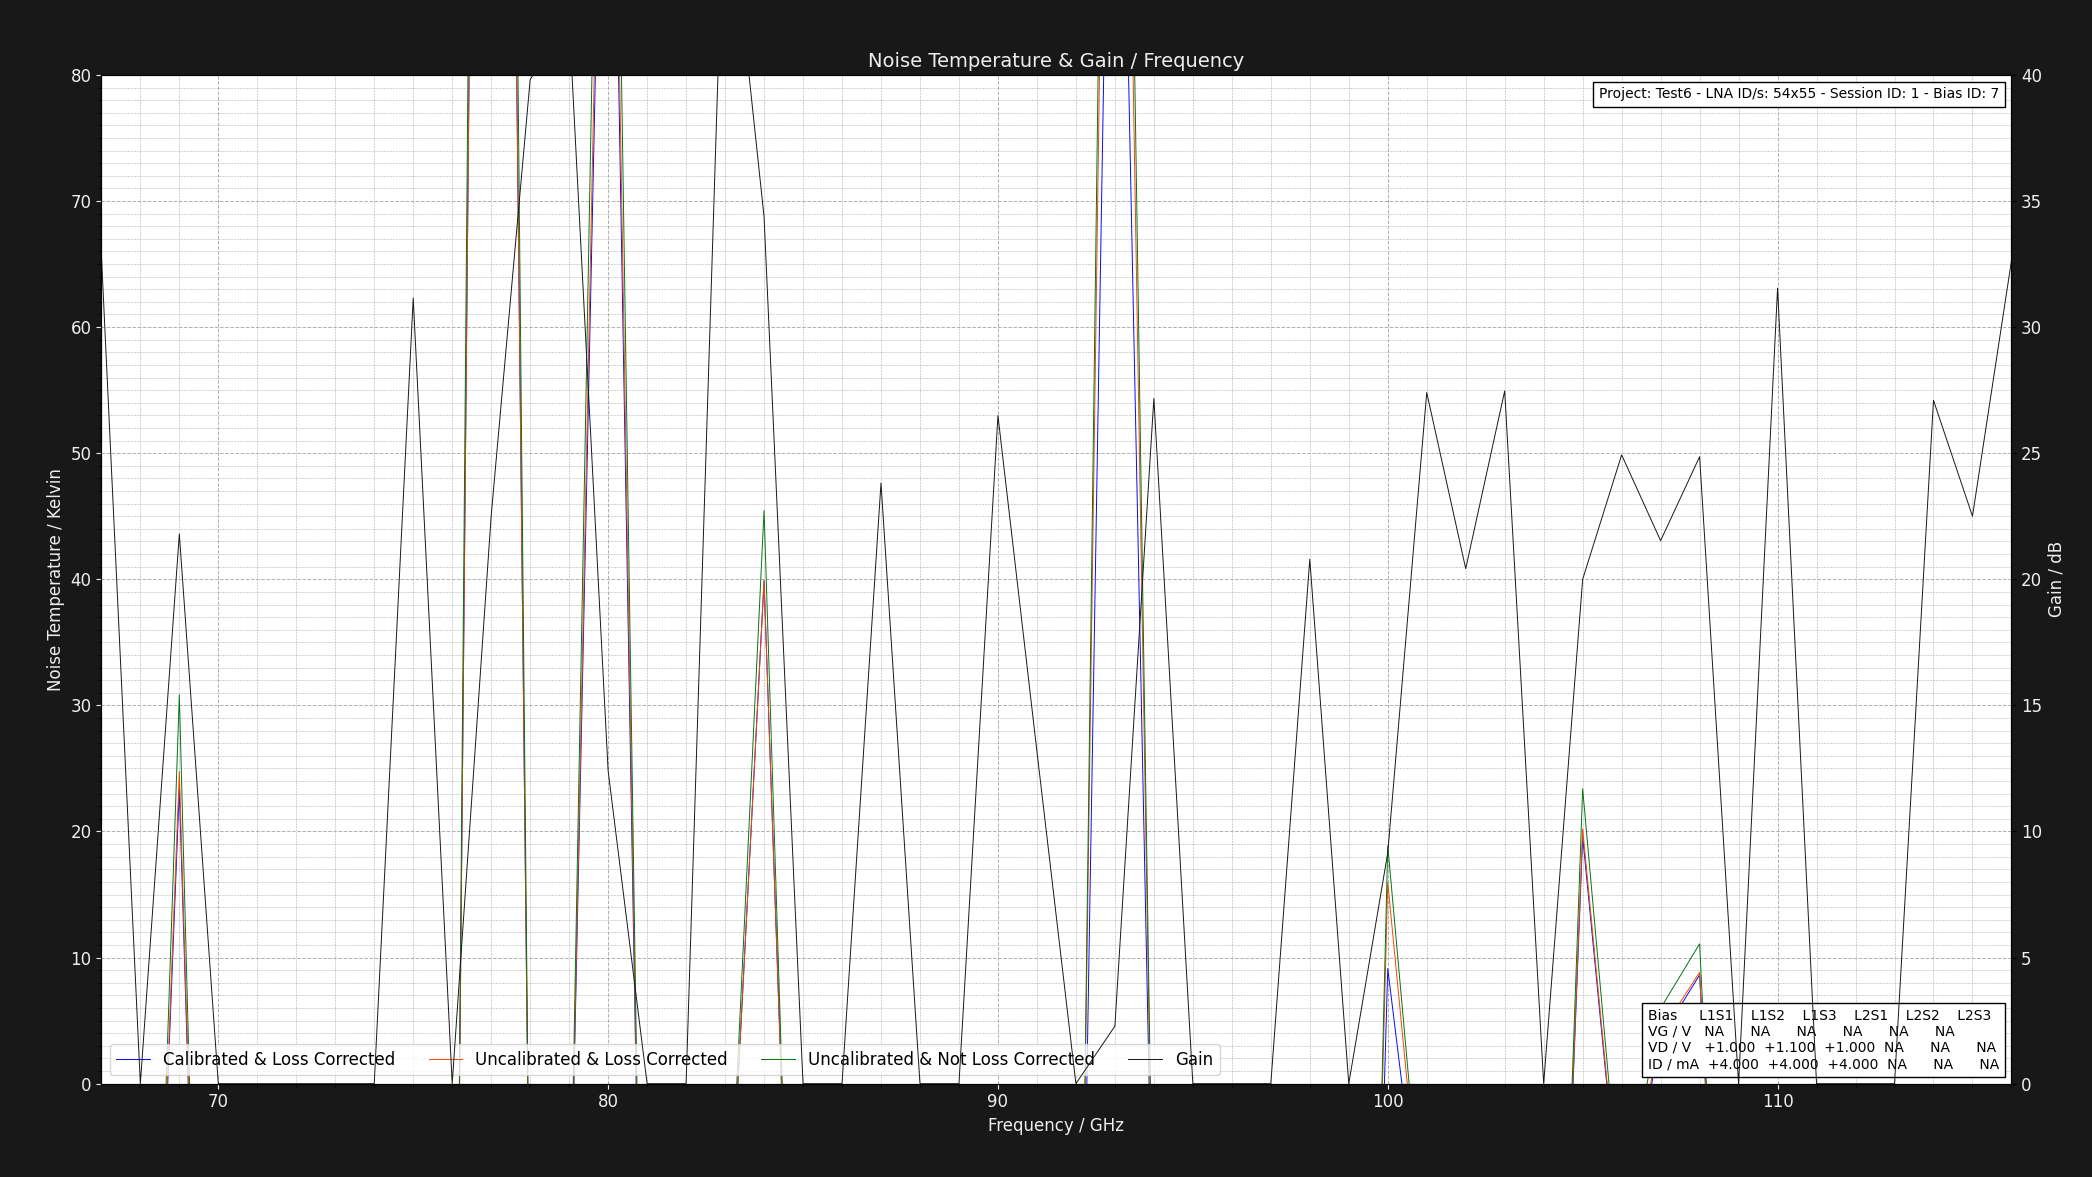 Noise Temperature & Gain / Frequency
Project: Test6 - LNA ID/s: 54x55 - Session ID: 1 - Bias ID: 7
80
70
60
50
40
30
20
10
0
Noise Temperature / Kelvin
40
35
30
25
20
15
10
5
0
Gain / dB
Bias L1S1 L1S2 L1S3 L2S1 L2S2 L2S3
VG / V NA NA NA NA NA NA
VD / V +1.000 +1.100 +1.000 NA NA NA
ID / mA +4.000 +4.000 +4.000 NA NA NA
Calibrated & Loss Corrected Uncalibrated & Loss Corrected Uncalibrated & Not Loss Corrected Gain
70 80 90 100 110
Frequency / GHz